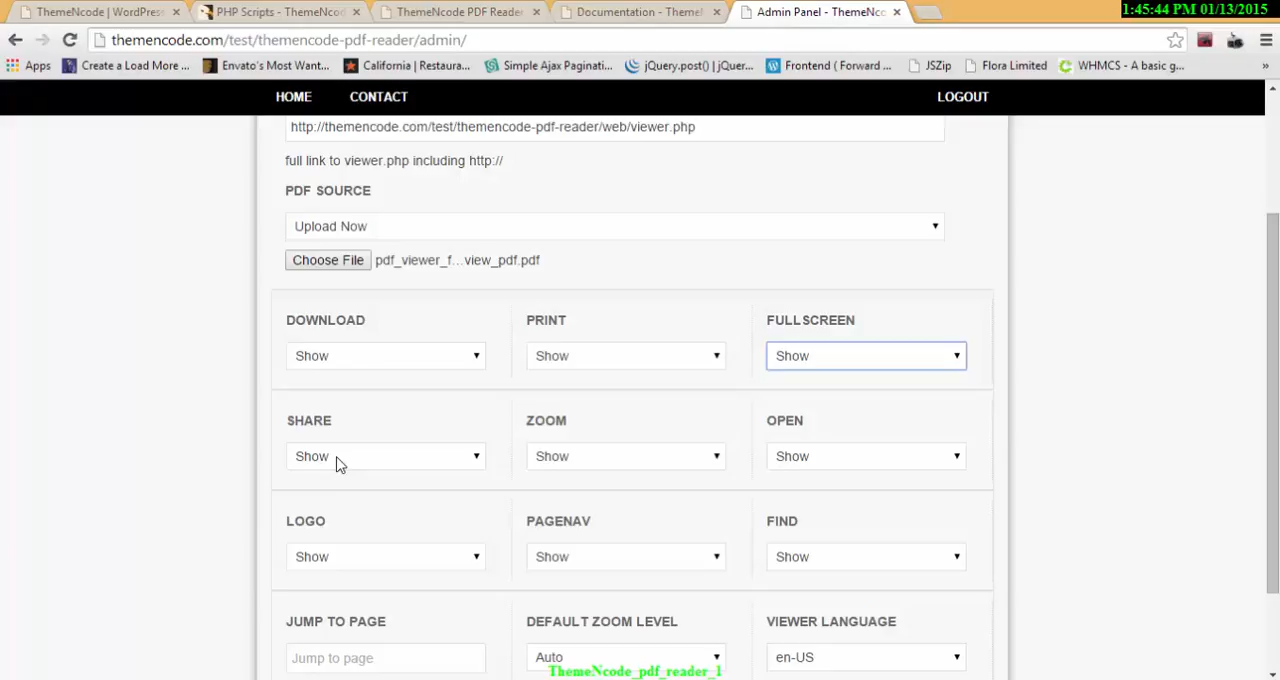 ThemeNcode | WordPres
PHP Scripts - ThemeNcod
ThemeNcode PDF Reader
Documentation - Theme
Admin Panel - ThemeNco
1:45:44 PM 01/13/2015
themencode.com/test/themencode-pdf-reader/admin/
Apps
Create a Load More ...
Envato's Most Want...
California | Restaura...
Simple Ajax Paginati...
jQuery.post() | jQuer...
Frontend ( Forward ...
JSZip
Flora Limited
WHMCS - A basic g...
»
HOME
CONTACT
LOGOUT
http://themencode.com/test/themencode-pdf-reader/web/viewer.php
full link to viewer.php including http://
PDF SOURCE
Upload Now
Choose File pdf_viewer_f...view_pdf.pdf
DOWNLOAD
PRINT
FULLSCREEN
Show
Show
Show
SHARE
ZOOM
OPEN
Show
Show
Show
LOGO
PAGENAV
FIND
Show
Show
Show
JUMP TO PAGE
DEFAULT ZOOM LEVEL
VIEWER LANGUAGE
Jump to page
Auto
en-US
ThemeNcode_pdf_reader_1